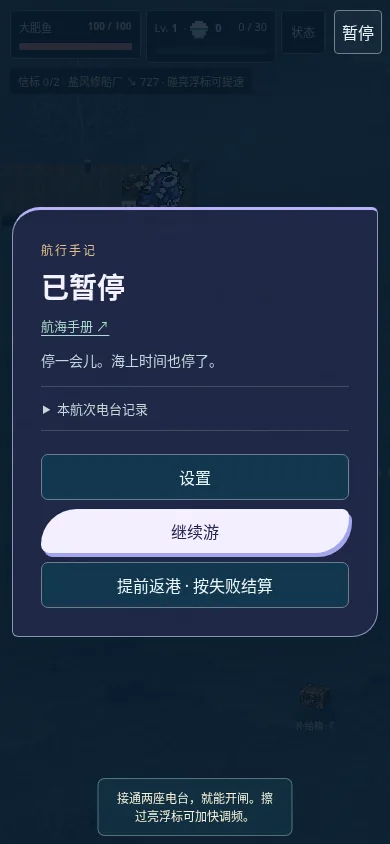 大肥鱼 100 / 100
Lv. 1 · 0 0 / 30
状态
暂停
信标 0/2 · 盐风修船厂 ↘ 727 · 碰亮浮标可提速
航行手记
已暂停
航海手册 ↗
停一会儿。海上时间也停了。
▶ 本航次电台记录
设置
继续游
提前返港 · 按失败结算
接通两座电台，就能开闸。擦
过亮浮标可加快调频。